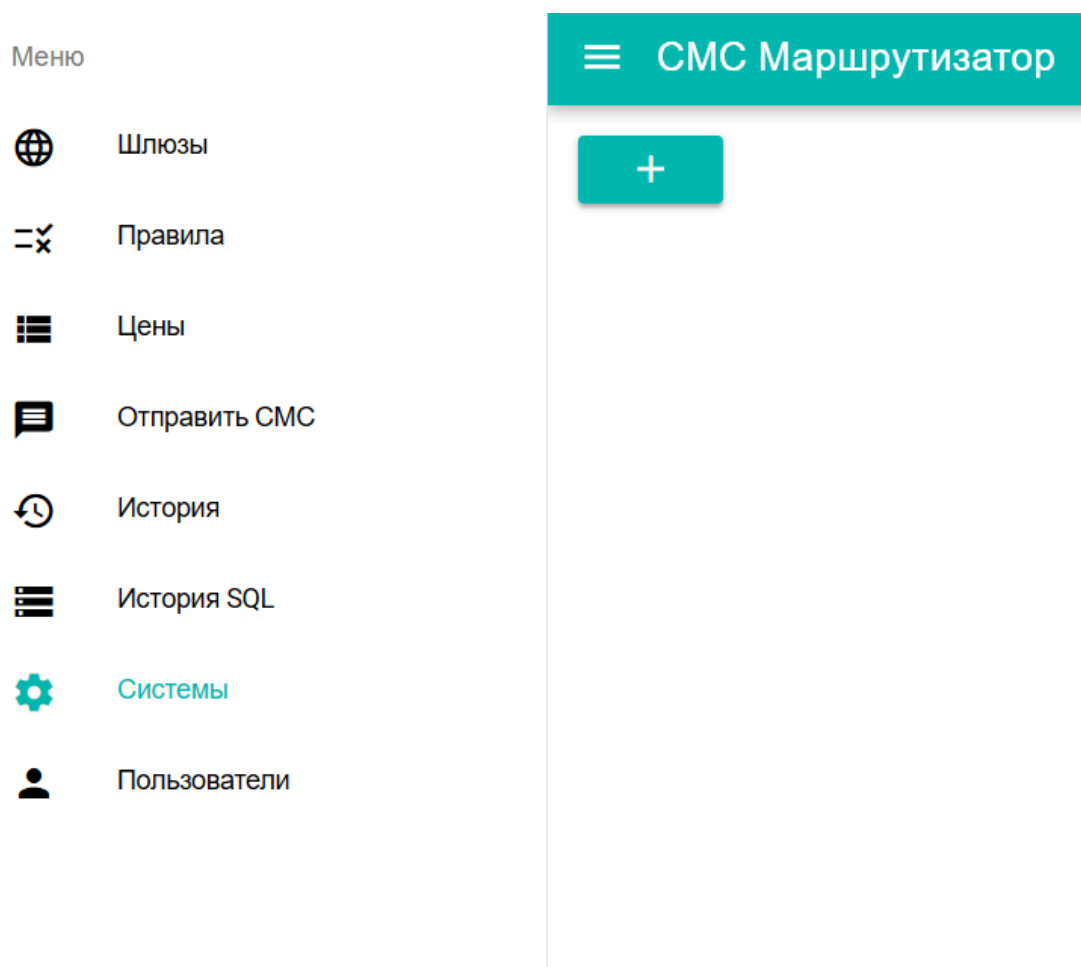 Меню
Шлюзы
Правила
Цены
Отправить СМС
История
История SQL
Системы
Пользователи
СМС Маршрутизатор